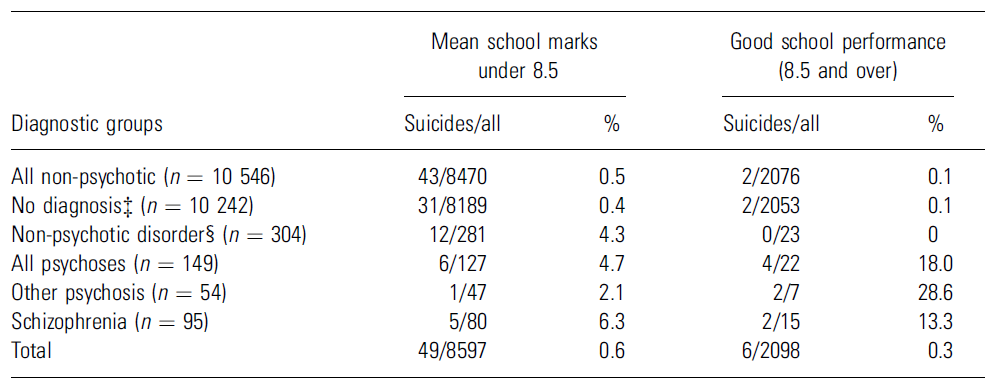 Mean school marks Good school performance
under 8.5 (8.5 and over)
Diagnostic groups Suicides/all % Suicides/all %
All non-psychotic (n = 10 546) 43/8470 0.5 2/2076 0.1
No diagnosis‡ (n = 10 242) 31/8189 0.4 2/2053 0.1
Non-psychotic disorder§ (n = 304) 12/281 4.3 0/23 0
All psychoses (n = 149) 6/127 4.7 4/22 18.0
Other psychosis (n = 54) 1/47 2.1 2/7 28.6
Schizophrenia (n = 95) 5/80 6.3 2/15 13.3
Total 49/8597 0.6 6/2098 0.3